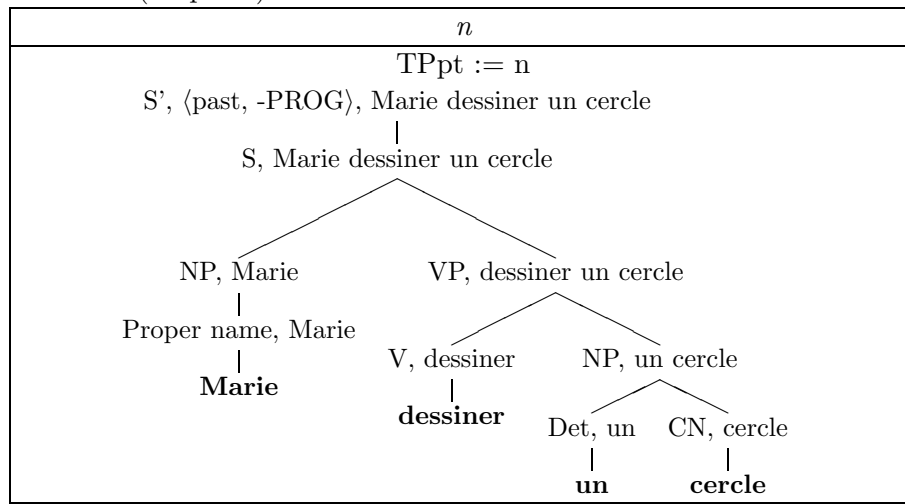 n
TPpt := n
S’, ⟨past, -PROG⟩, Marie dessiner un cercle
S, Marie dessiner un cercle
NP, Marie VP, dessiner un cercle
Proper name, Marie
V, dessiner NP, un cercle
Marie
dessiner
Det, un CN, cercle
un cercle